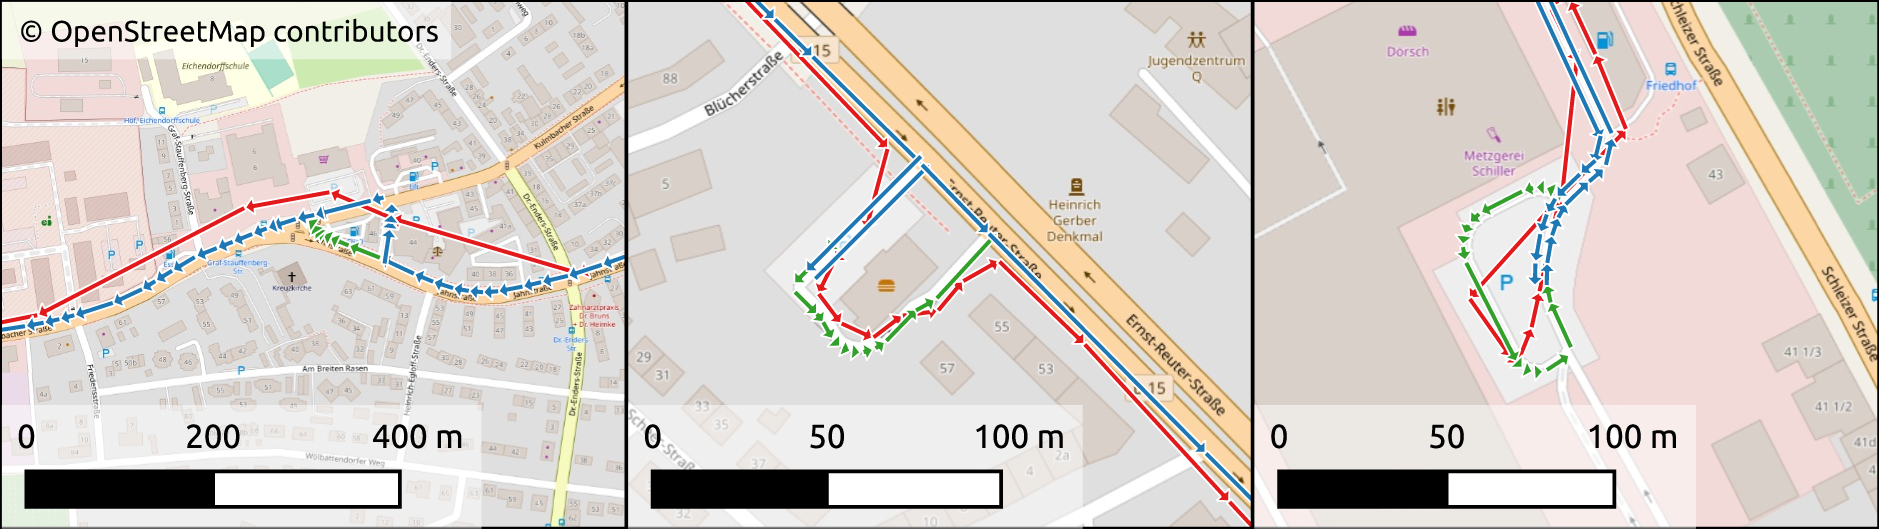 © OpenStreetMap contributors
Eichendorffschule
Hof, Eichendorffschule
Graf-Stauffenberg-Straße
Dr.-Enders-Straße
Kulmbacher Straße
Dr.-Enders-Straße
Graf-Stauffenberg-
Str.
Kreuzkirche
Jahnstraße
Zahnarztpraxis
Dr. Bruns
+ Dr. Heimke
Dr.-Enders-
Str.
Am Breiten Rasen
Friedensstraße
Heinrich-Egloff-Straße
Dr.-Enders-Straße
Wölbattendorfer Weg
0 200 400 m
15
88
Blücherstraße
5
Jugendzentrum
Q
Heinrich
Gerber
Denkmal
Ernst-Reuter-Straße
Ernst-Reuter-Straße
55
57
53
15
29
31
33
35
37
2a
4
10
32
0 50 100 m
Dörsch
Metzgerei
Schiller
Friedhof
Schleizer Straße
43
P
Schleizer Straße
41 1/3
41 1/2
41d
0 50 100 m